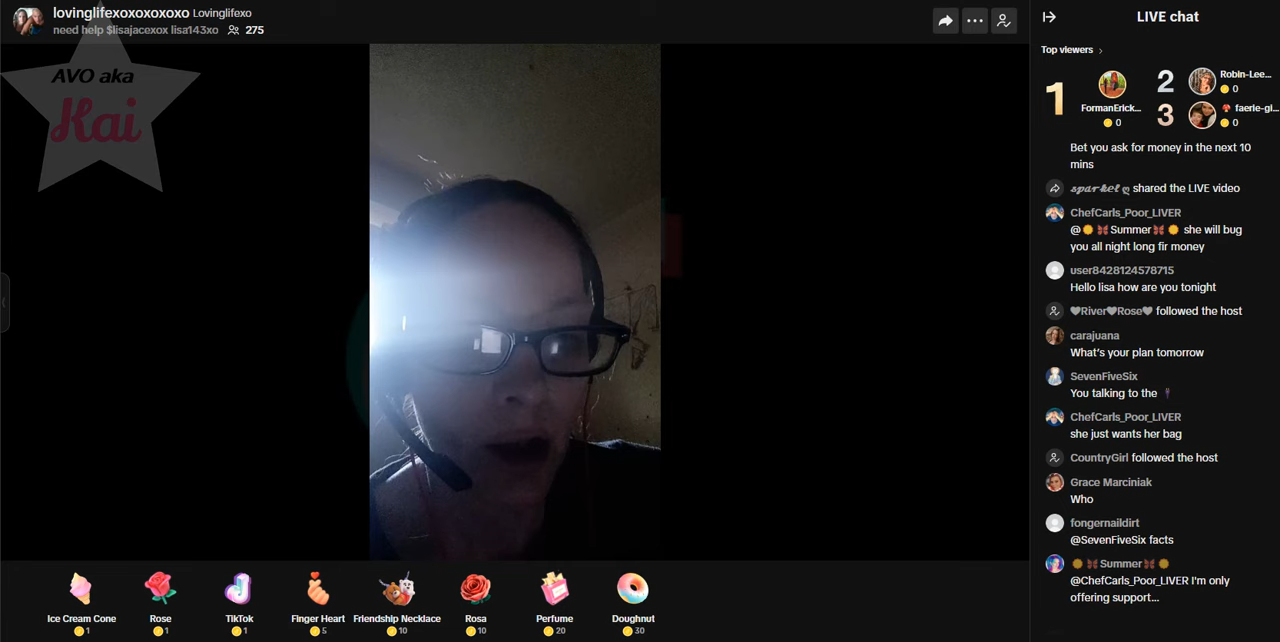 lovinglifexoxoxoxoxo Lovinglifexo
need help $lisajacexox lisa143xo 275
AVO aka
Kai
LIVE chat
Top viewers
1
FormanErick...
0
2
Robin-Lee...
0
3
faerie-gi...
0
Bet you ask for money in the next 10
mins
sparkel ღ shared the LIVE video
ChefCarls_Poor_LIVER
@ Summer she will bug
you all night long fir money
user8428124578715
Hello lisa how are you tonight
River Rose followed the host
carajuana
What's your plan tomorrow
SevenFiveSix
You talking to the
ChefCarls_Poor_LIVER
she just wants her bag
CountryGirl followed the host
Grace Marciniak
Who
fongernaildirt
@SevenFiveSix facts
Summer
@ChefCarls_Poor_LIVER I'm only
offering support...
Ice Cream Cone Rose TikTok Finger Heart Friendship Necklace Rosa Perfume Doughnut
1 1 1 5 10 10 20 30